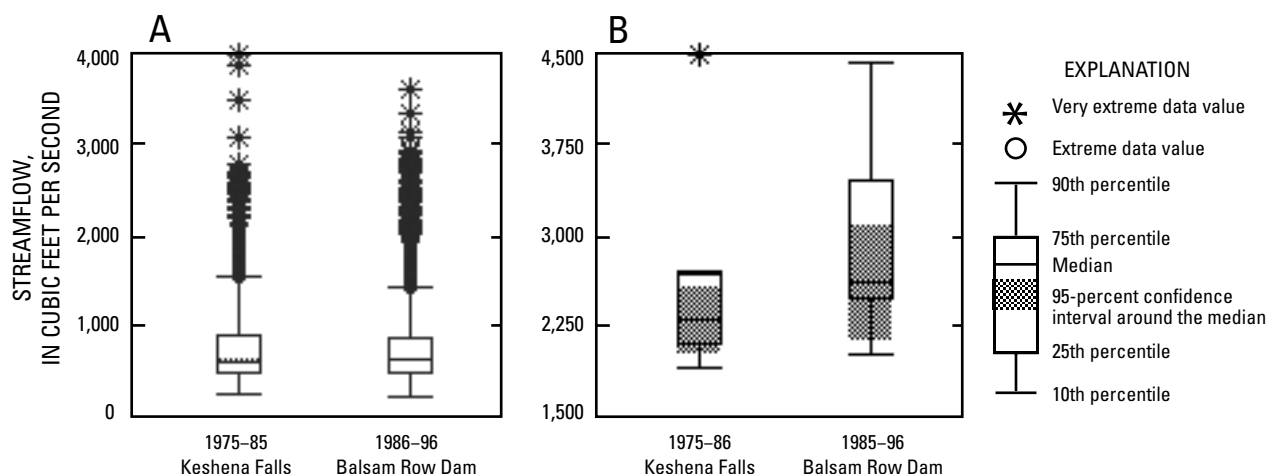 A
B
STREAMFLOW,
IN CUBIC FEET PER SECOND
4,000
3,000
2,000
1,000
0
1975–85
Keshena Falls
1986–96
Balsam Row Dam
4,500
3,750
3,000
2,250
1,500
1975–86
Keshena Falls
1985–96
Balsam Row Dam
EXPLANATION
Very extreme data value
Extreme data value
90th percentile
75th percentile
Median
95-percent confidence
interval around the median
25th percentile
10th percentile